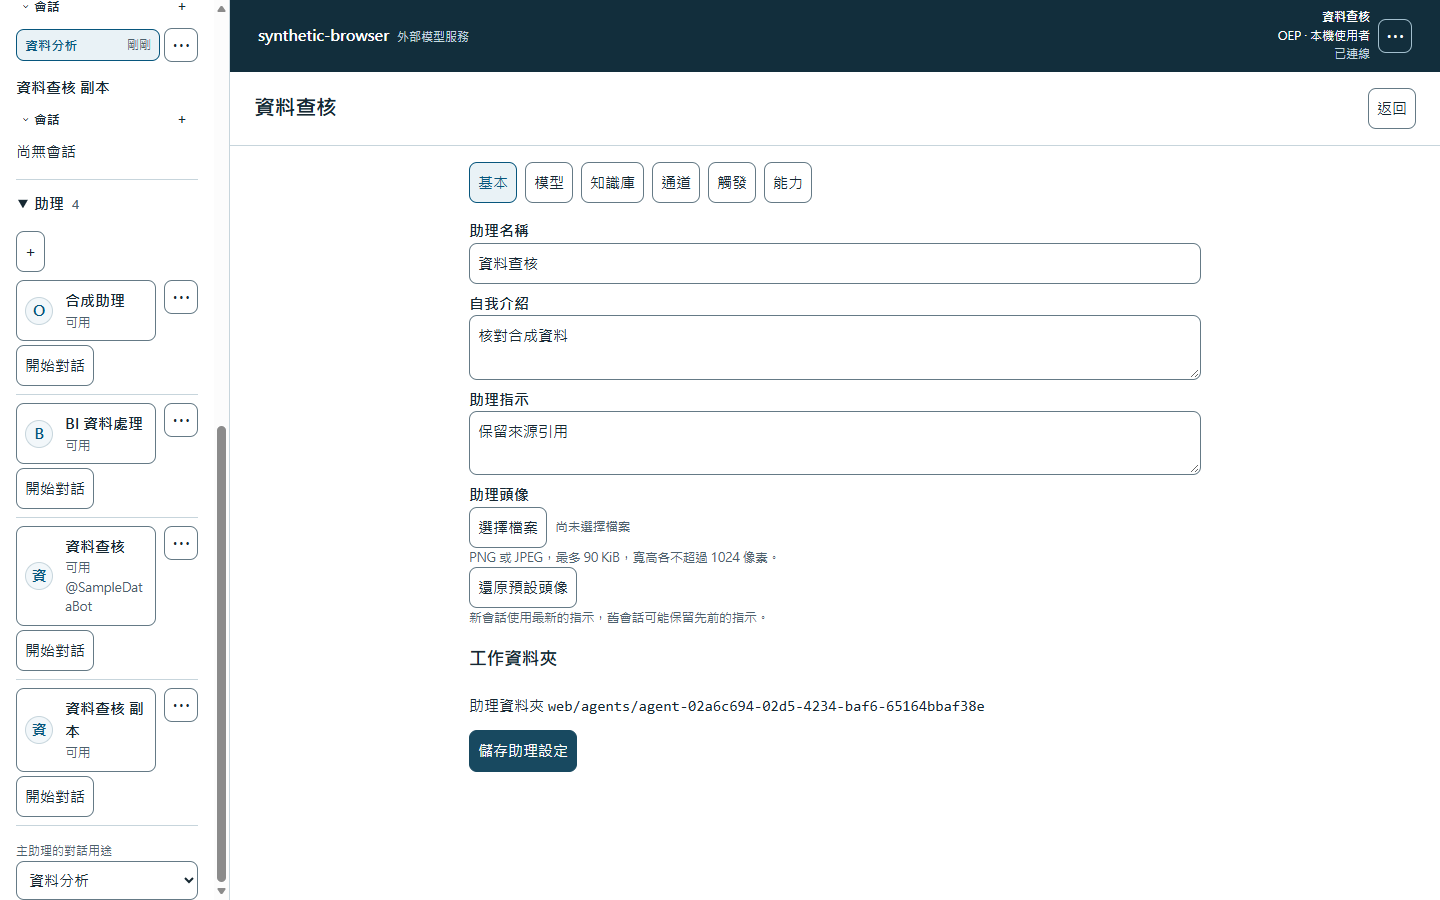 會話
+
資料分析
剛剛
資料查核 副本
會話
+
尚無會話
助理 4
+
O
合成助理
可用
開始對話
B
BI 資料處理
可用
開始對話
資
資料查核
可用
@SampleDat
aBot
開始對話
資
資料查核 副
本
可用
開始對話
主助理的對話用途
資料分析
synthetic-browser 外部模型服務
資料查核
OEP · 本機使用者
已連線
資料查核
返回
基本
模型
知識庫
通道
觸發
能力
助理名稱
資料查核
自我介紹
核對合成資料
助理指示
保留來源引用
助理頭像
選擇檔案 尚未選擇檔案
PNG 或 JPEG，最多 90 KiB，寬高各不超過 1024 像素。
還原預設頭像
新會話使用最新的指示，舊會話可能保留先前的指示。
工作資料夾
助理資料夾 web/agents/agent-02a6c694-02d5-4234-baf6-65164bbaf38e
儲存助理設定